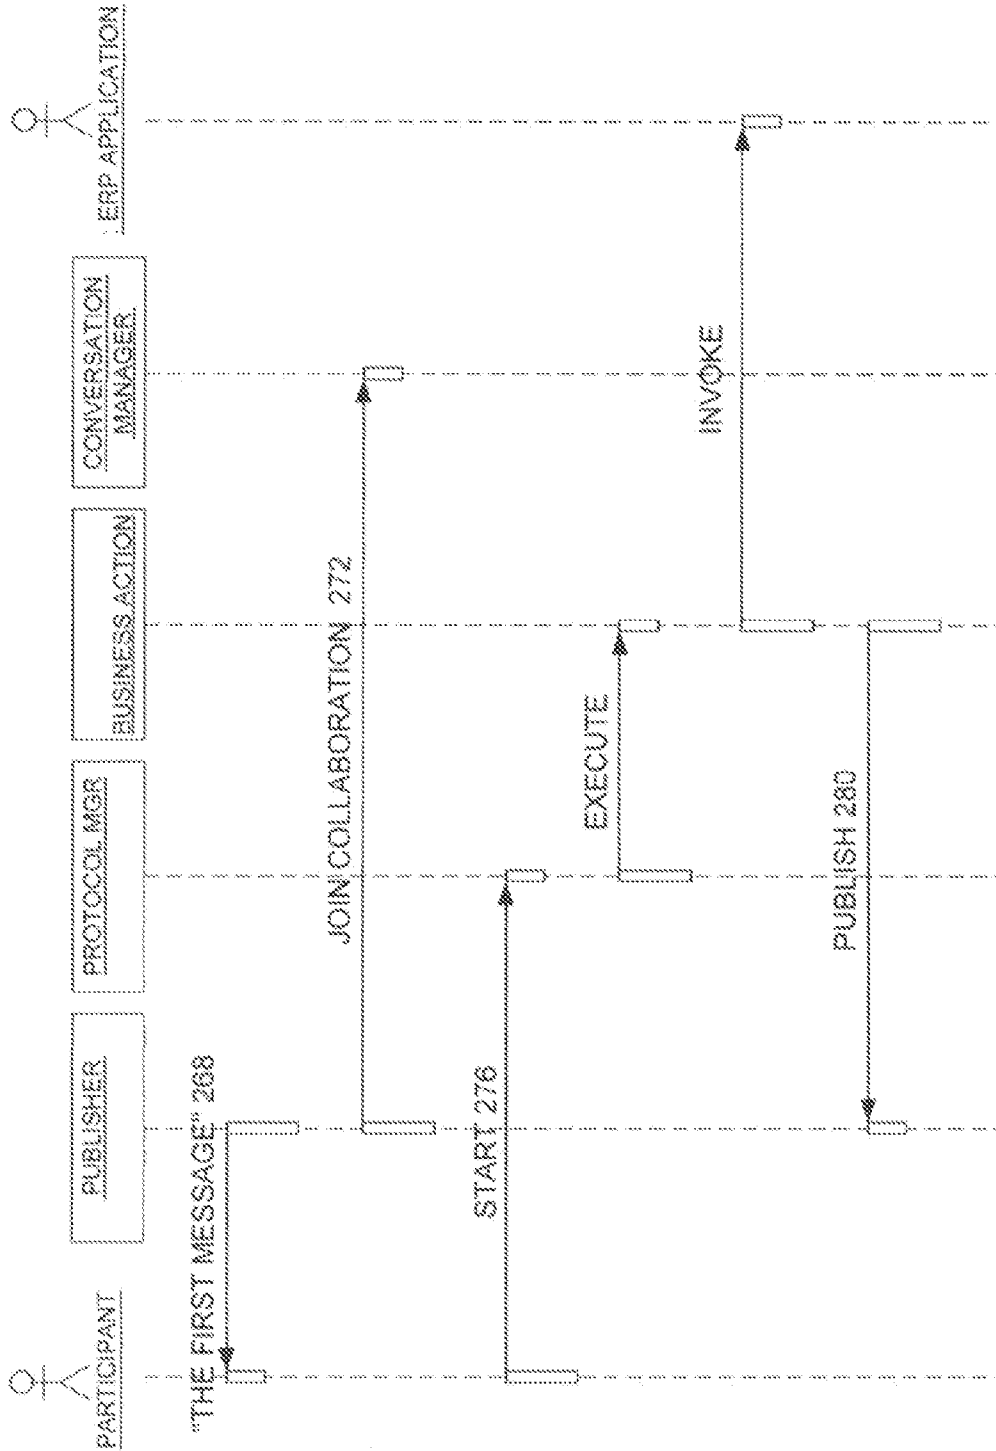 PARTICIPANT
PUBLISHER
PROTOCOL MGR
BUSINESS ACTION
CONVERSATION
MANAGER
: ERP APPLICATION
"THE FIRST MESSAGE" 268
JOIN COLLABORATION 272
START 276
EXECUTE
INVOKE
PUBLISH 280